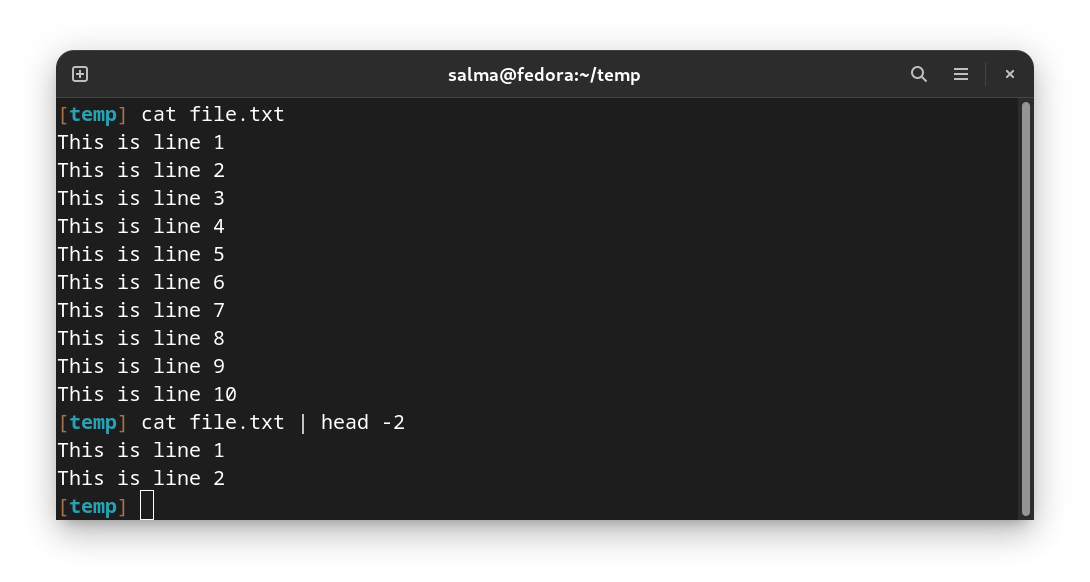 salma@fedora:~/temp
[temp] cat file.txt
This is line 1
This is line 2
This is line 3
This is line 4
This is line 5
This is line 6
This is line 7
This is line 8
This is line 9
This is line 10
[temp] cat file.txt | head -2
This is line 1
This is line 2
[temp]